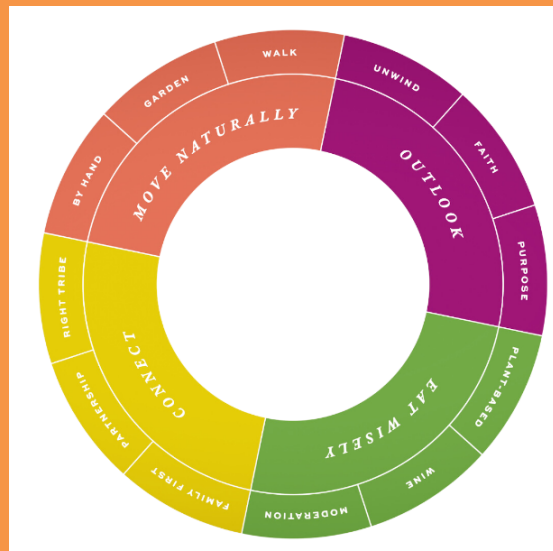 WALK
GARDEN
BY HAND
MOVE NATURALLY
UNWIND
FAITH
PURPOSE
OUTLOOK
PLANT-BASED
WINE
MODERATION
EAT WISELY
FAMILY FIRST
PARTNERSHIP
RIGHT TRIBE
CONNECT